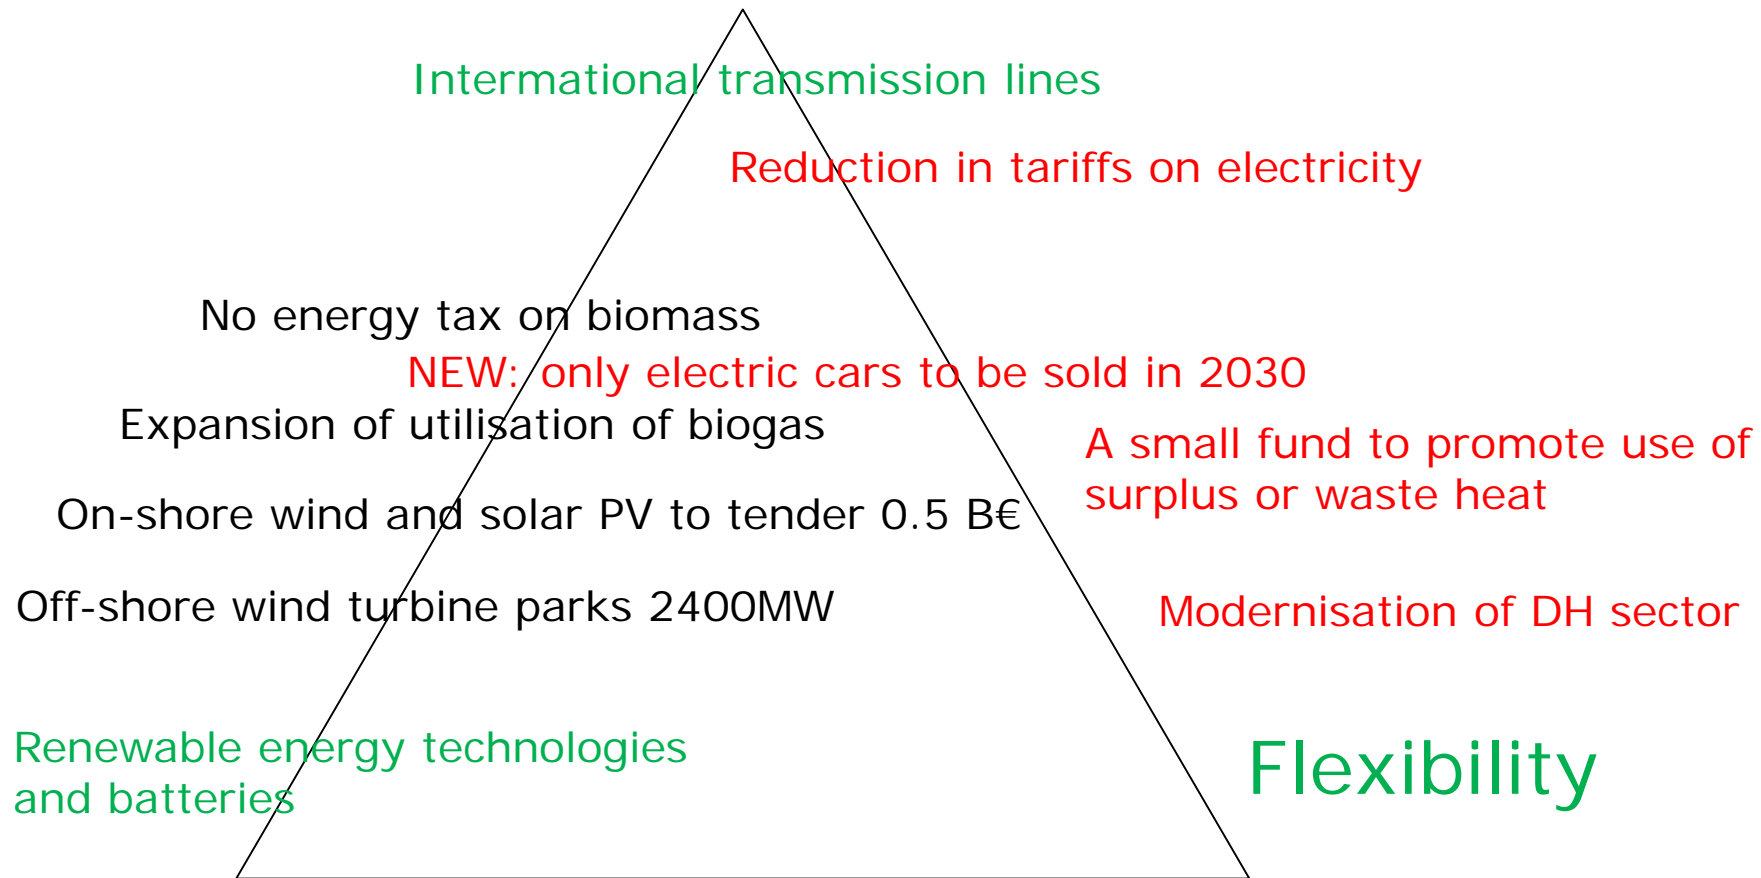 Intermational transmission lines
Reduction in tariffs on electricity
No energy tax on biomass
NEW: only electric cars to be sold in 2030
Expansion of utilisation of biogas
A small fund to promote use of
surplus or waste heat
On-shore wind and solar PV to tender 0.5 B€
Off-shore wind turbine parks 2400MW
Modernisation of DH sector
Renewable energy technologies
and batteries
Flexibility